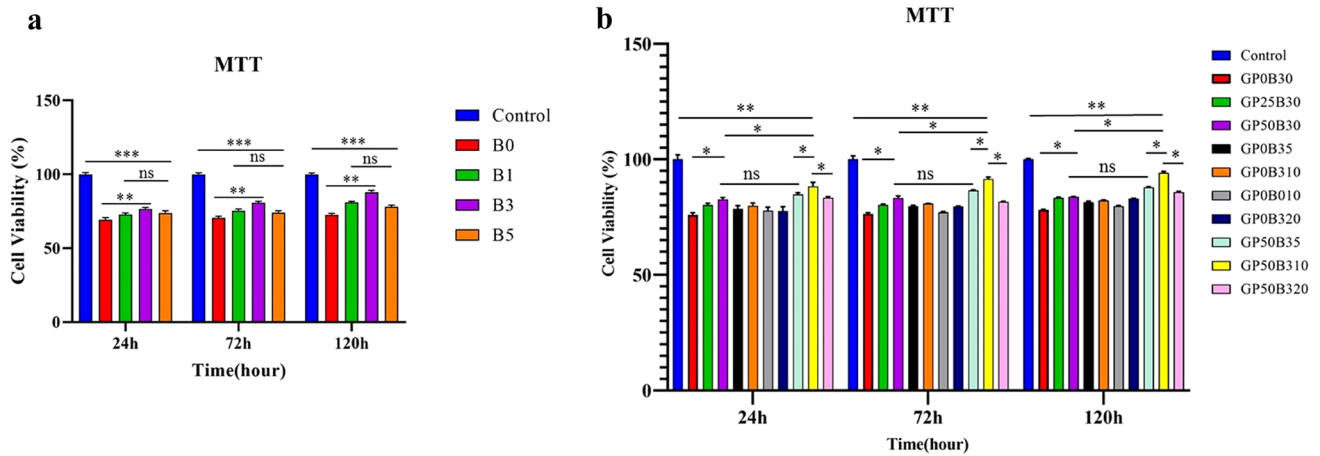 a
MTT
Cell Viability (%)
150
100
50
0
***
ns
**
***
ns
**
***
ns
**
24h
72h
120h
Time(hour)
Control
B0
B1
B3
B5
b
MTT
Cell Viability (%)
150
100
50
0
**
*
*
*
*
ns
**
*
*
*
*
ns
**
*
*
*
*
ns
24h
72h
120h
Time(hour)
Control
GP0B30
GP25B30
GP50B30
GP0B35
GP0B310
GP0B010
GP0B320
GP50B35
GP50B310
GP50B320